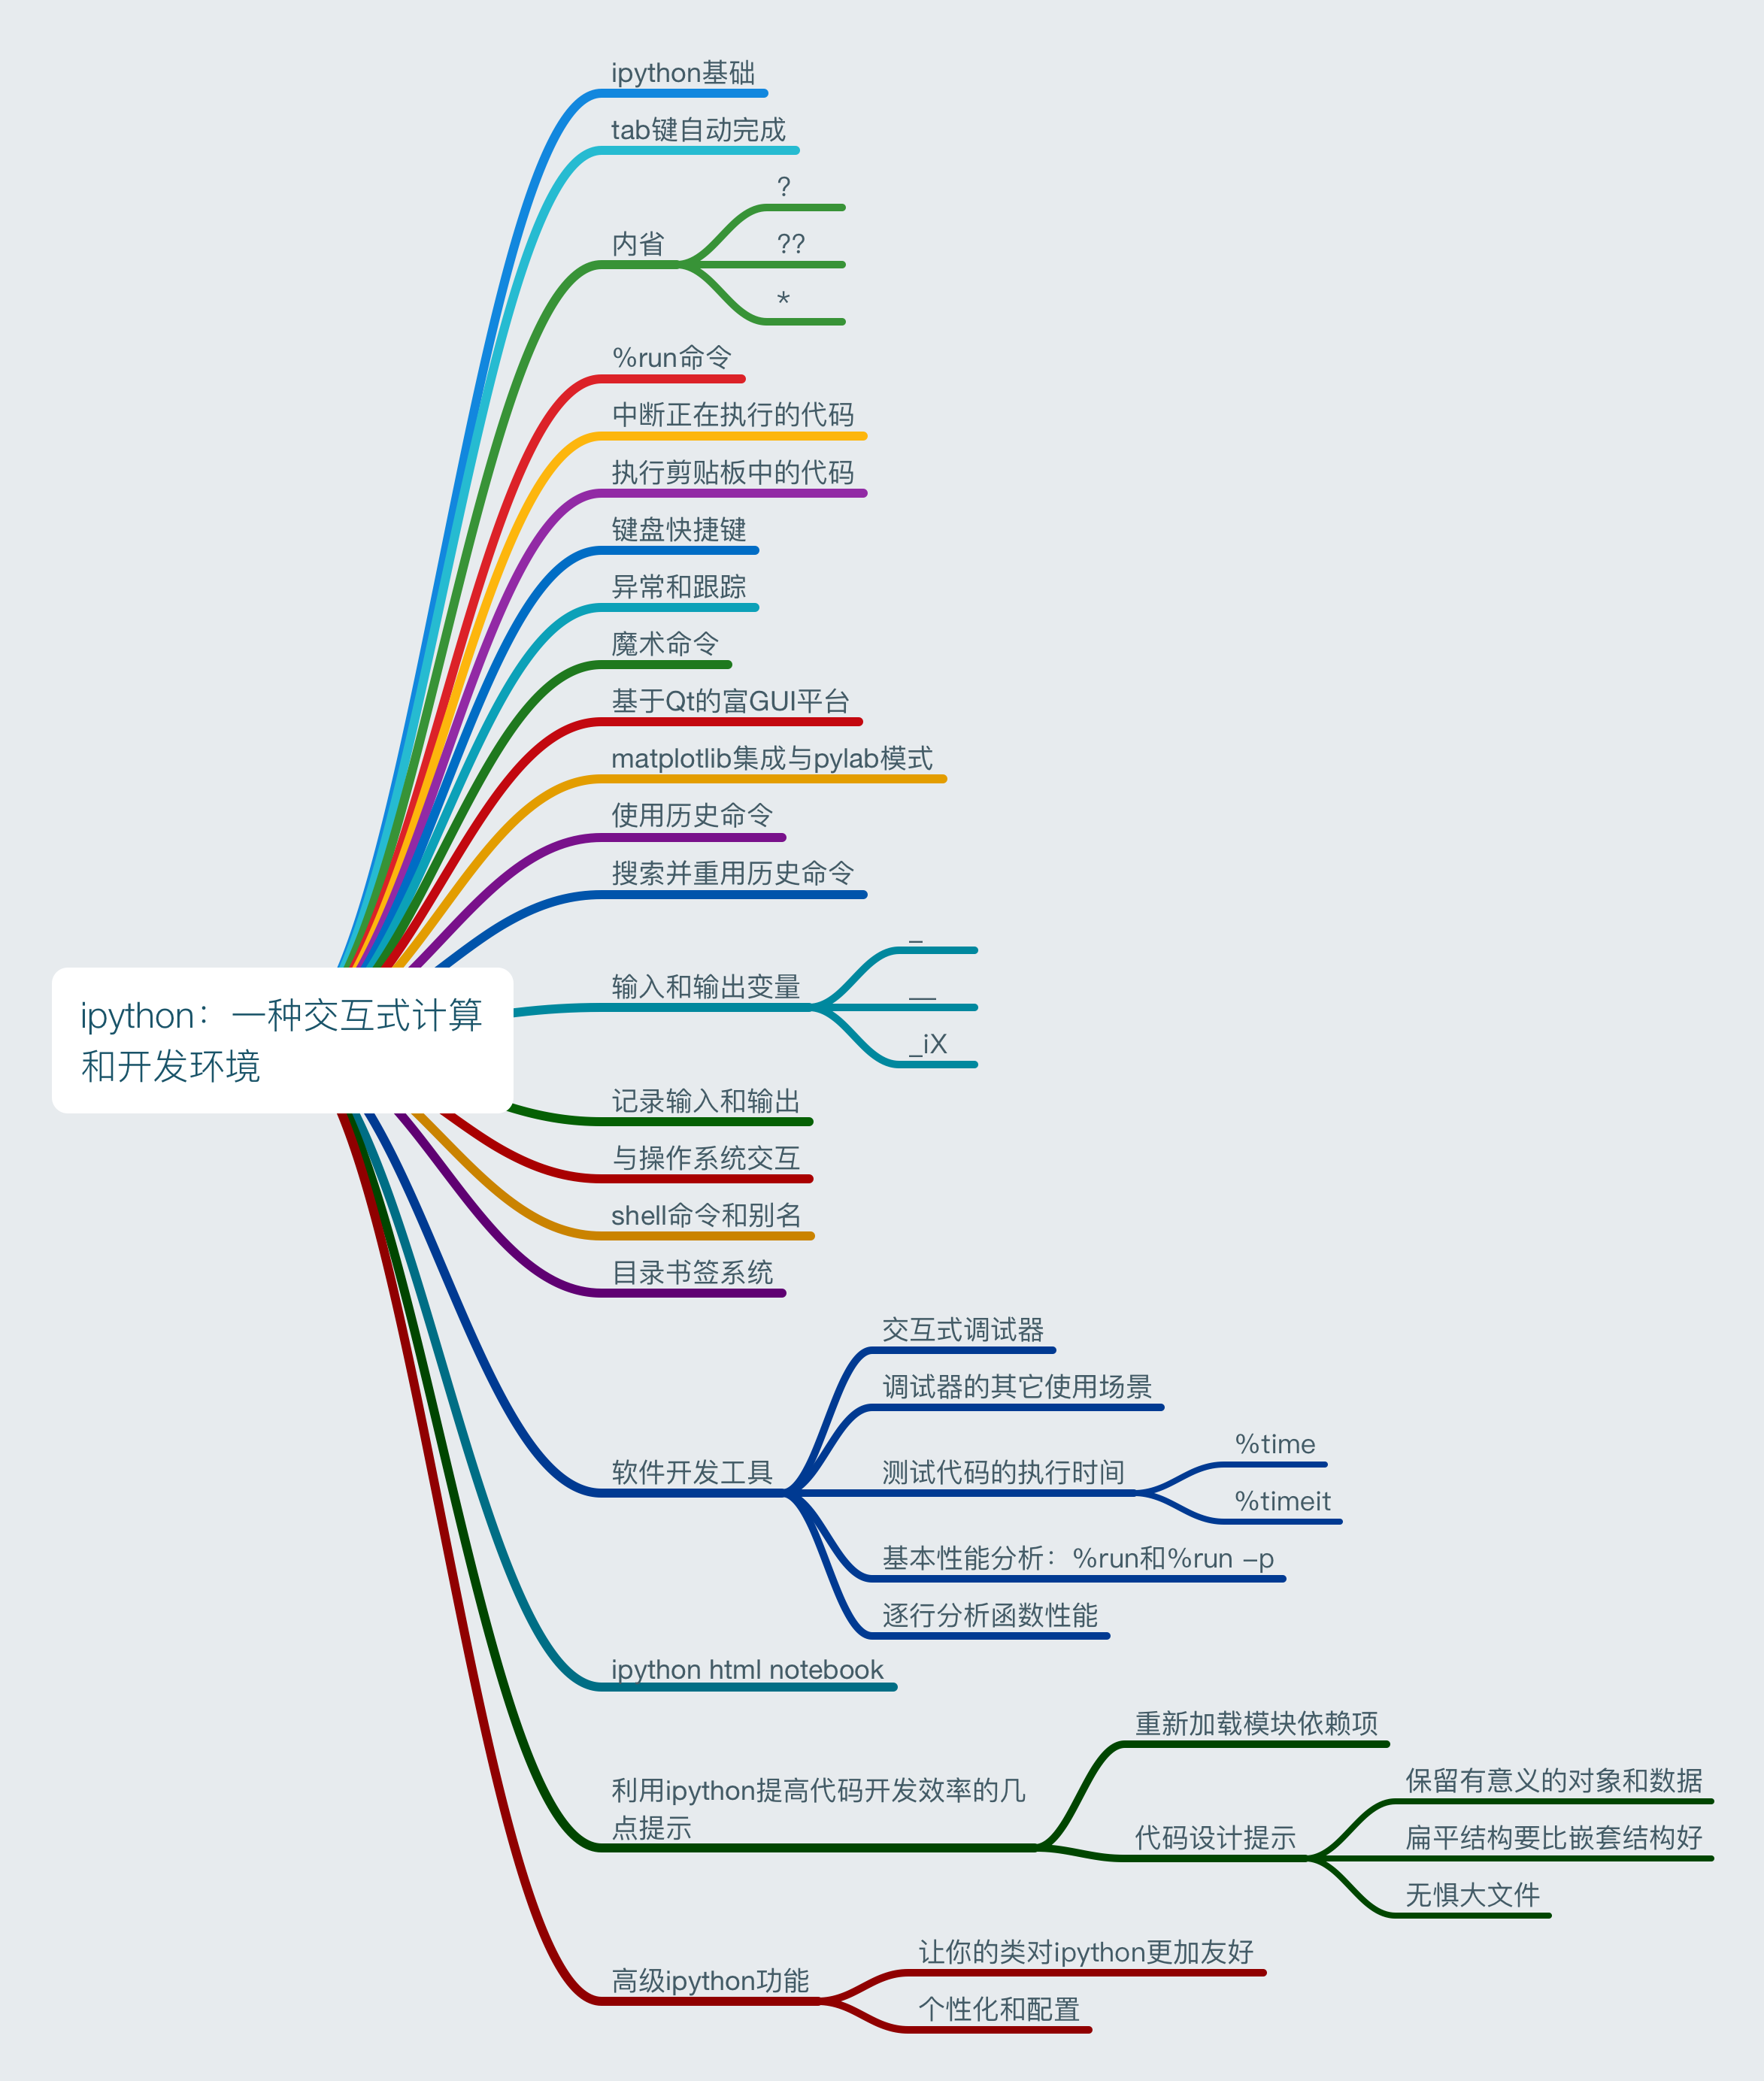 ipython基础
tab键自动完成
内省
?
??
*
%run命令
中断正在执行的代码
执行剪贴板中的代码
键盘快捷键
异常和跟踪
魔术命令
基于Qt的富GUI平台
matplotlib集成与pylab模式
使用历史命令
搜索并重用历史命令
ipython：一种交互式计算
和开发环境
输入和输出变量
_
__
_iX
记录输入和输出
与操作系统交互
shell命令和别名
目录书签系统
软件开发工具
交互式调试器
调试器的其它使用场景
测试代码的执行时间
%time
%timeit
基本性能分析：%run和%run –p
逐行分析函数性能
ipython html notebook
利用ipython提高代码开发效率的几
点提示
重新加载模块依赖项
代码设计提示
保留有意义的对象和数据
扁平结构要比嵌套结构好
无惧大文件
高级ipython功能
让你的类对ipython更加友好
个性化和配置